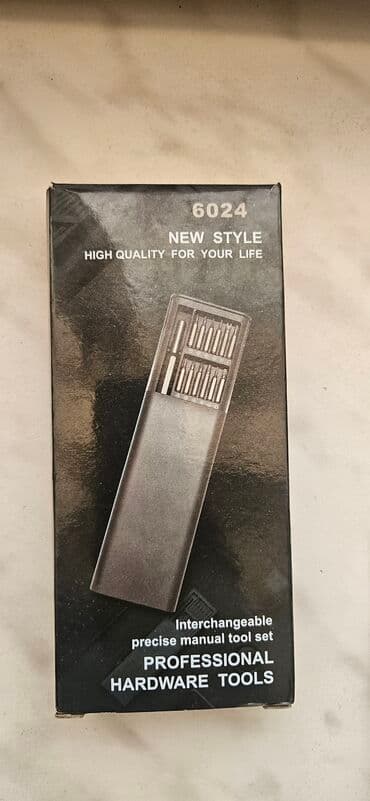 6024
NEW STYLE
HIGH QUALITY FOR YOUR LIFE
Interchangeable
precise manual tool set
PROFESSIONAL
HARDWARE TOOLS